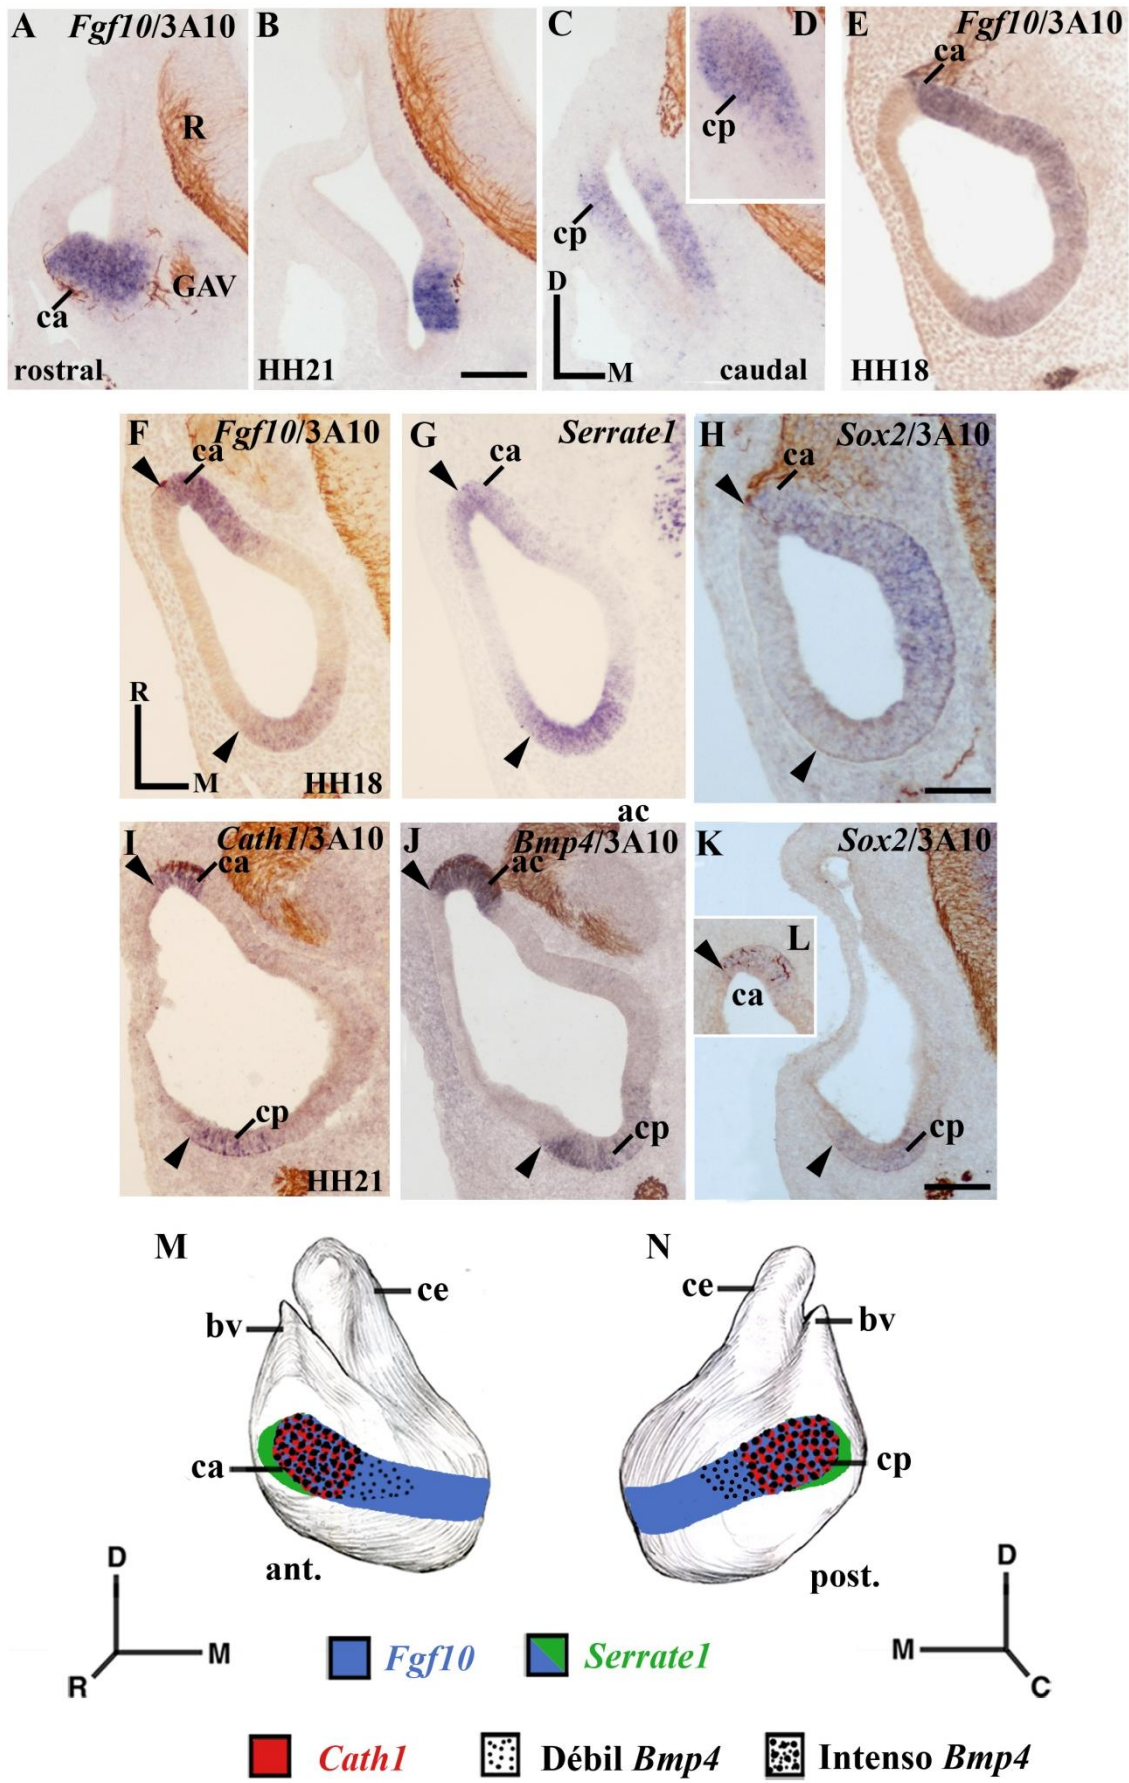 A Fgf10/3A10
B
C
D
E Fgf10/3A10
ca
R
cp
cp
GAV
ca
D
M
rostral
HH21
caudal
HH18
F Fgf10/3A10
ca
G Serrate1
ca
H Sox2/3A10
ca
R
M
HH18
ac
I Cath1/3A10
ca
J Bmp4/3A10
ac
K Sox2/3A10
L
ca
cp
cp
cp
HH21
M
N
ce
bv
ce
bv
ca
cp
ant.
post.
D
M
R
D
M
C
Fgf10
Serrate1
Cath1
Débil Bmp4
Intenso Bmp4